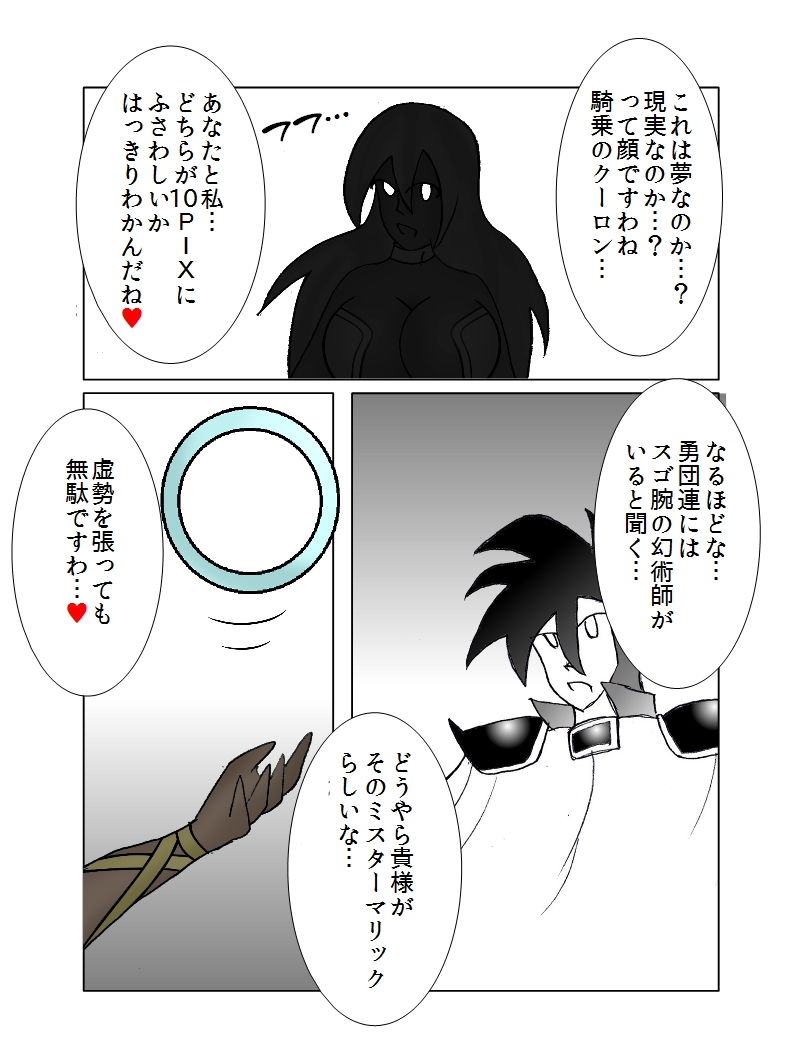 これは夢なのか…?
現実なのか…?
って顔ですわね
騎乗のクーロン…
フフ…
あなたと私…
どちらが10PIXに
ふさわしいか
はっきりわかんだね♥
なるほどな…
勇団連には
スゴ腕の幻術師が
いると聞く…
どうやら貴様が
そのミスターマリック
らしいな…
虚勢を張っても
無駄ですわ…♥